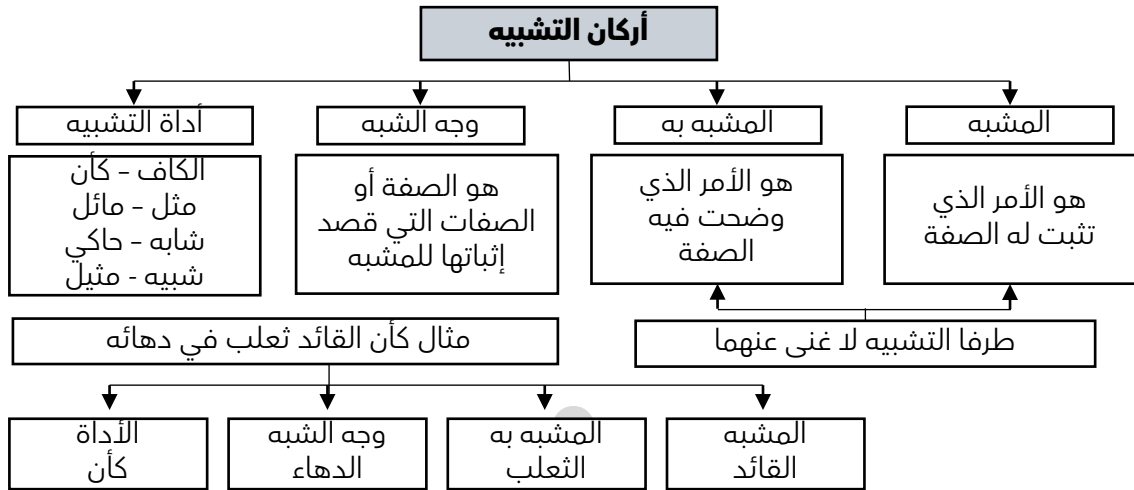 أركان التشبيه
المشبه
المشبه به
وجه الشبه
أداة التشبيه
هو الأمر الذي
تثبت له الصفة
هو الأمر الذي
وضحت فيه
الصفة
هو الصفة أو
الصفات التي قصد
إثباتها للمشبه
الكاف – كأن
مثل – مائل
شابه – حاكي
شبيه - مثيل
طرفا التشبيه لا غنى عنهما
مثال كأن القائد ثعلب في دهائه
المشبه
القائد
المشبه به
الثعلب
وجه الشبه
الدهاء
الأداة
كأن